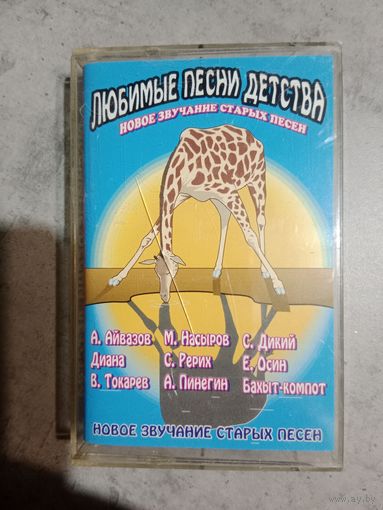 ЛЮБИМЫЕ ПЕСНИ ДЕТСТВА
НОВОЕ ЗВУЧАНИЕ СТАРЫХ ПЕСЕН
А. Айвазов М. Насыров С. Дикий
Диана С. Рерих Е. Осин
В. Токарев А. Пинегин Бахыт-компот
НОВОЕ ЗВУЧАНИЕ СТАРЫХ ПЕСЕН
www.ay.by